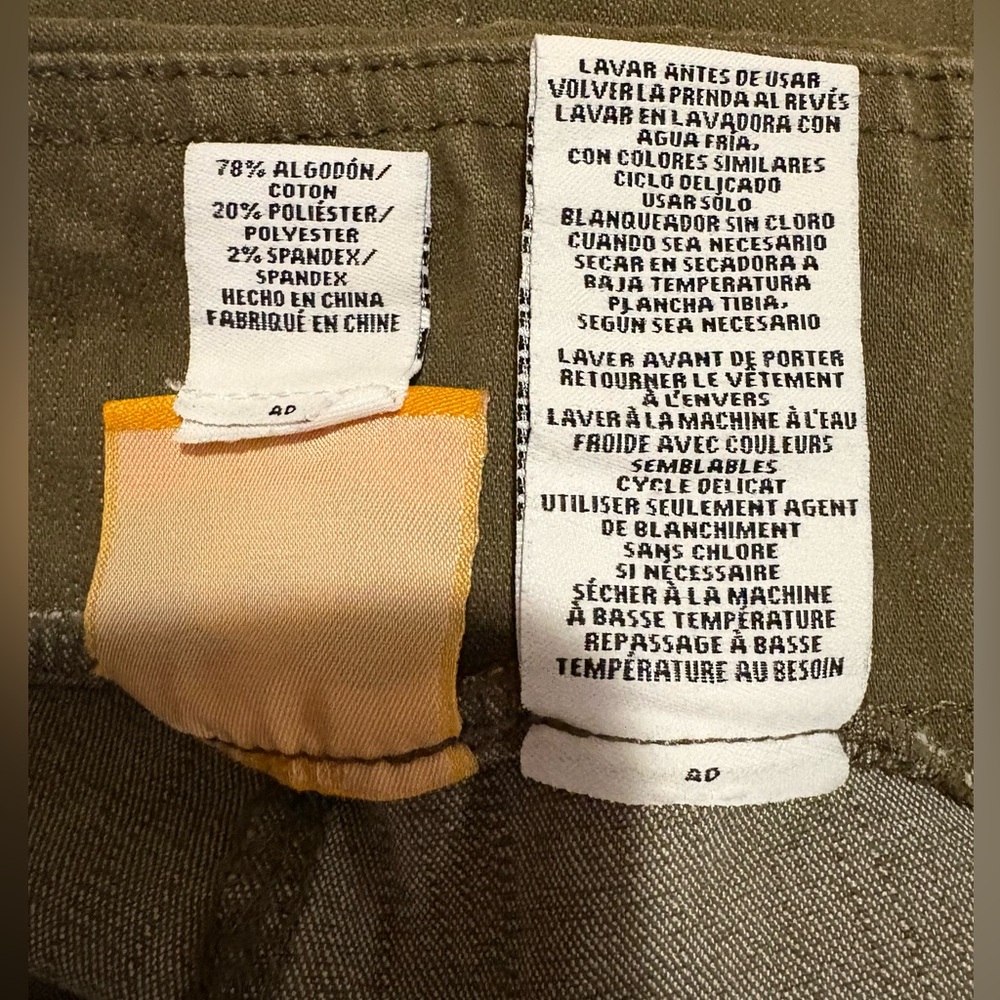 78% ALGODÓN/
COTON
20% POLIÉSTER/
POLYESTER
2% SPANDEX/
SPANDEX
HECHO EN CHINA
FABRIQUÉ EN CHINE
AD
LAVAR ANTES DE USAR
VOLVER LA PRENDA AL REVÉS
LAVAR EN LAVADORA CON
AGUA FRÍA,
CON COLORES SIMILARES
CICLO DELICADO
USAR SÓLO
BLANQUEADOR SIN CLORO
CUANDO SEA NECESARIO
SECAR EN SECADORA A
BAJA TEMPERATURA
PLANCHA TIBIA,
SEGÚN SEA NECESARIO
LAVER AVANT DE PORTER
RETOURNER LE VÊTEMENT
À L'ENVERS
LAVER À LA MACHINE À L'EAU
FROIDE AVEC COULEURS
SEMBLABLES
CYCLE DELICAT
UTILISER SEULEMENT AGENT
DE BLANCHIMENT
SANS CHLORE
SI NÉCESSAIRE
SÉCHER À LA MACHINE
À BASSE TEMPÉRATURE
REPASSAGE À BASSE
TEMPÉRATURE AU BESOIN
AD